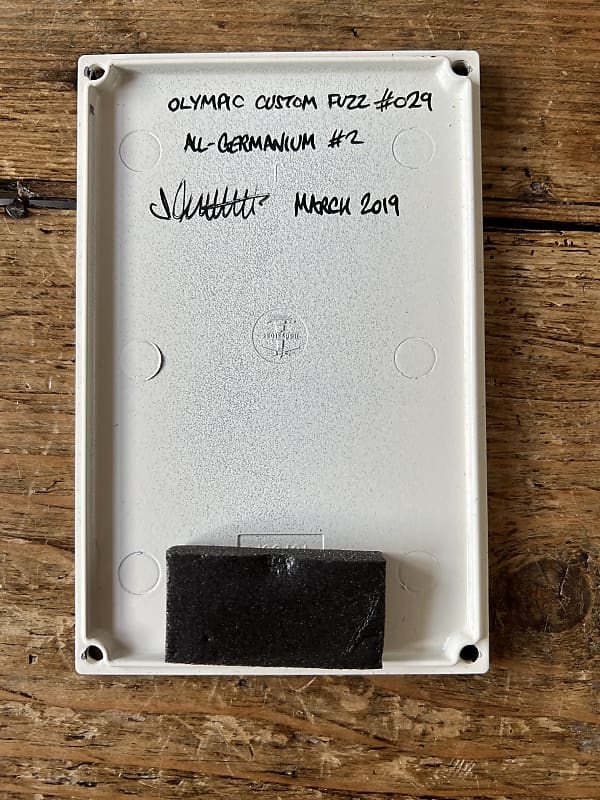 OLYMPIC CUSTOM FUZZ #029
ALL-GERMANIUM #2
MARCH 2019